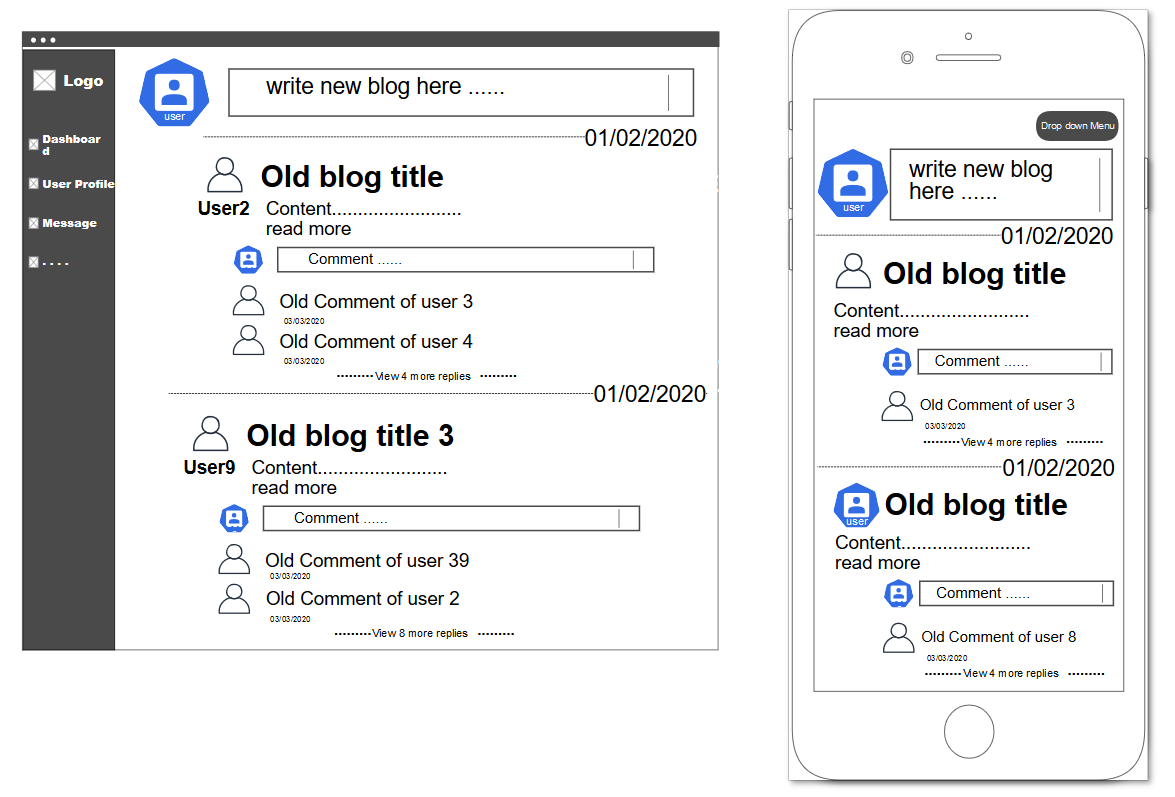 Logo
Dashboar
d
User Profile
Message
. . . .
user
write new blog here ......
01/02/2020
Old blog title
User2
Content..........................
read more
Comment ......
Old Comment of user 3
03/03/2020
Old Comment of user 4
03/03/2020
---------View 4 more replies ---------
01/02/2020
Old blog title 3
User9
Content.........................
read more
Comment ......
Old Comment of user 39
03/03/2020
Old Comment of user 2
03/03/2020
---------View 8 more replies ---------
Drop down Menu
user
write new blog
here ......
01/02/2020
Old blog title
Content.........................
read more
Comment ......
Old Comment of user 3
03/03/2020
---------View 4 more replies ---------
01/02/2020
user
Old blog title
Content.........................
read more
Comment ......
Old Comment of user 8
03/03/2020
---------View 4 more replies ---------